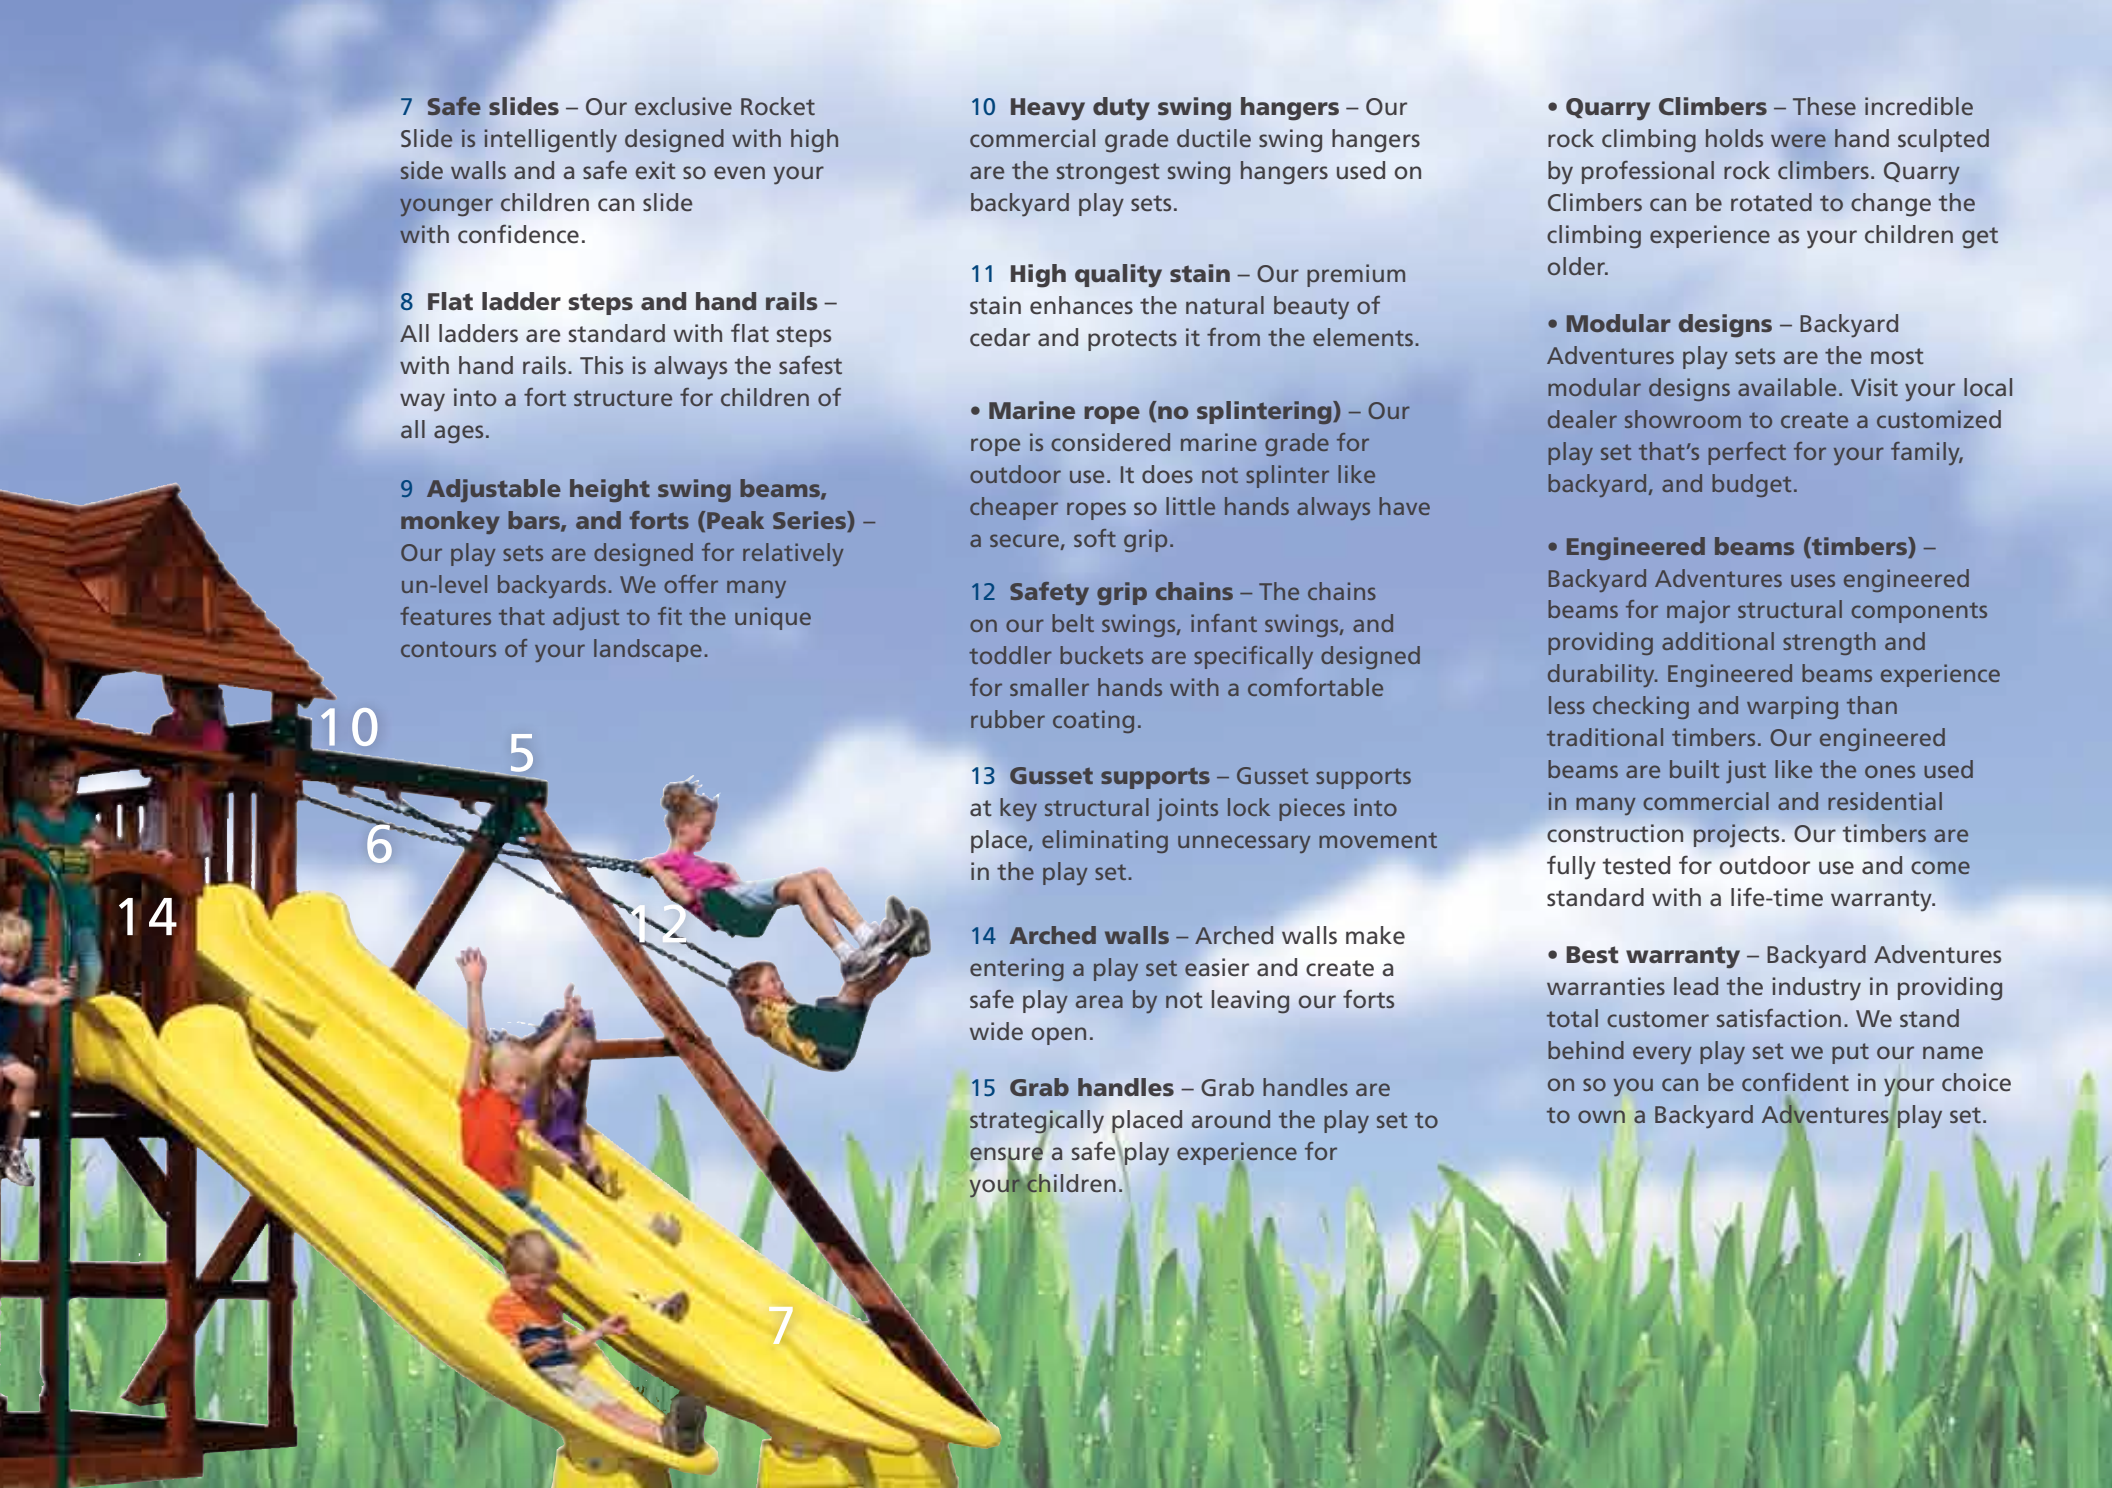 7 Safe slides – Our exclusive Rocket
Slide is intelligently designed with high
side walls and a safe exit so even your
younger children can slide
with confidence.
8 Flat ladder steps and hand rails –
All ladders are standard with flat steps
with hand rails. This is always the safest
way into a fort structure for children of
all ages.
9 Adjustable height swing beams,
monkey bars, and forts (Peak Series) –
Our play sets are designed for relatively
un-level backyards. We offer many
features that adjust to fit the unique
contours of your landscape.
10
5
6
14
12
7
10 Heavy duty swing hangers – Our
commercial grade ductile swing hangers
are the strongest swing hangers used on
backyard play sets.
11 High quality stain – Our premium
stain enhances the natural beauty of
cedar and protects it from the elements.
• Marine rope (no splintering) – Our
rope is considered marine grade for
outdoor use. It does not splinter like
cheaper ropes so little hands always have
a secure, soft grip.
12 Safety grip chains – The chains
on our belt swings, infant swings, and
toddler buckets are specifically designed
for smaller hands with a comfortable
rubber coating.
13 Gusset supports – Gusset supports
at key structural joints lock pieces into
place, eliminating unnecessary movement
in the play set.
14 Arched walls – Arched walls make
entering a play set easier and create a
safe play area by not leaving our forts
wide open.
15 Grab handles – Grab handles are
strategically placed around the play set to
ensure a safe play experience for
your children.
• Quarry Climbers – These incredible
rock climbing holds were hand sculpted
by professional rock climbers. Quarry
Climbers can be rotated to change the
climbing experience as your children get
older.
• Modular designs – Backyard
Adventures play sets are the most
modular designs available. Visit your local
dealer showroom to create a customized
play set that's perfect for your family,
backyard, and budget.
• Engineered beams (timbers) –
Backyard Adventures uses engineered
beams for major structural components
providing additional strength and
durability. Engineered beams experience
less checking and warping than
traditional timbers. Our engineered
beams are built just like the ones used
in many commercial and residential
construction projects. Our timbers are
fully tested for outdoor use and come
standard with a life-time warranty.
• Best warranty – Backyard Adventures
warranties lead the industry in providing
total customer satisfaction. We stand
behind every play set we put our name
on so you can be confident in your choice
to own a Backyard Adventures play set.